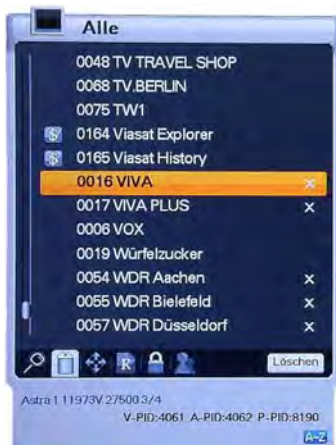 Alle
0048 TV TRAVEL SHOP
0068 TV.BERLIN
0075 TW1
$ 0164 Viasat Explorer
$ 0165 Viasat History
0016 VIVA x
0017 VIVA PLUS x
0006 VOX
0019 Würfelzucker
0054 WDR Aachen x
0055 WDR Bielefeld x
0057 WDR Düsseldorf x
R Löschen
Astra 1 11973V 27500 3/4
V-PID:4061 A-PID:4062 P-PID:8190
A-Z